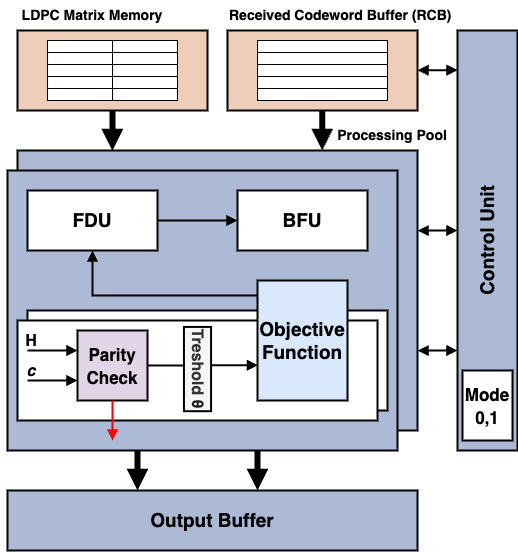 LDPC Matrix Memory
Received Codeword Buffer (RCB)
Processing Pool
FDU
BFU
Control Unit
Objective
Function
H
c
Parity
Check
Treshold θ
Mode
0,1
Output Buffer